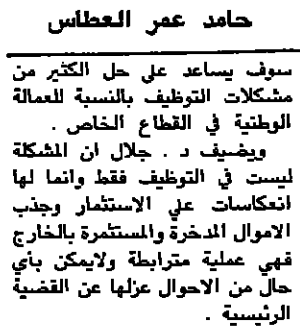 حامد عمر العطاس
سوف يساعد على حل الكثير من
مشكلات التوظيف بالنسبة للعمالة
الوطنية في القطاع الخاص .
ويضيف د . جلال ان المشكلة
ليست في التوظيف فقط وانما لها
انعكاسات علي الاستثمار وجذب
الاموال المدخرة والمستثمرة بالخارج
فهي عملية مترابطة ولايمكن بأي
حال من الاحوال عزلها عن القضية
الرئيسية .